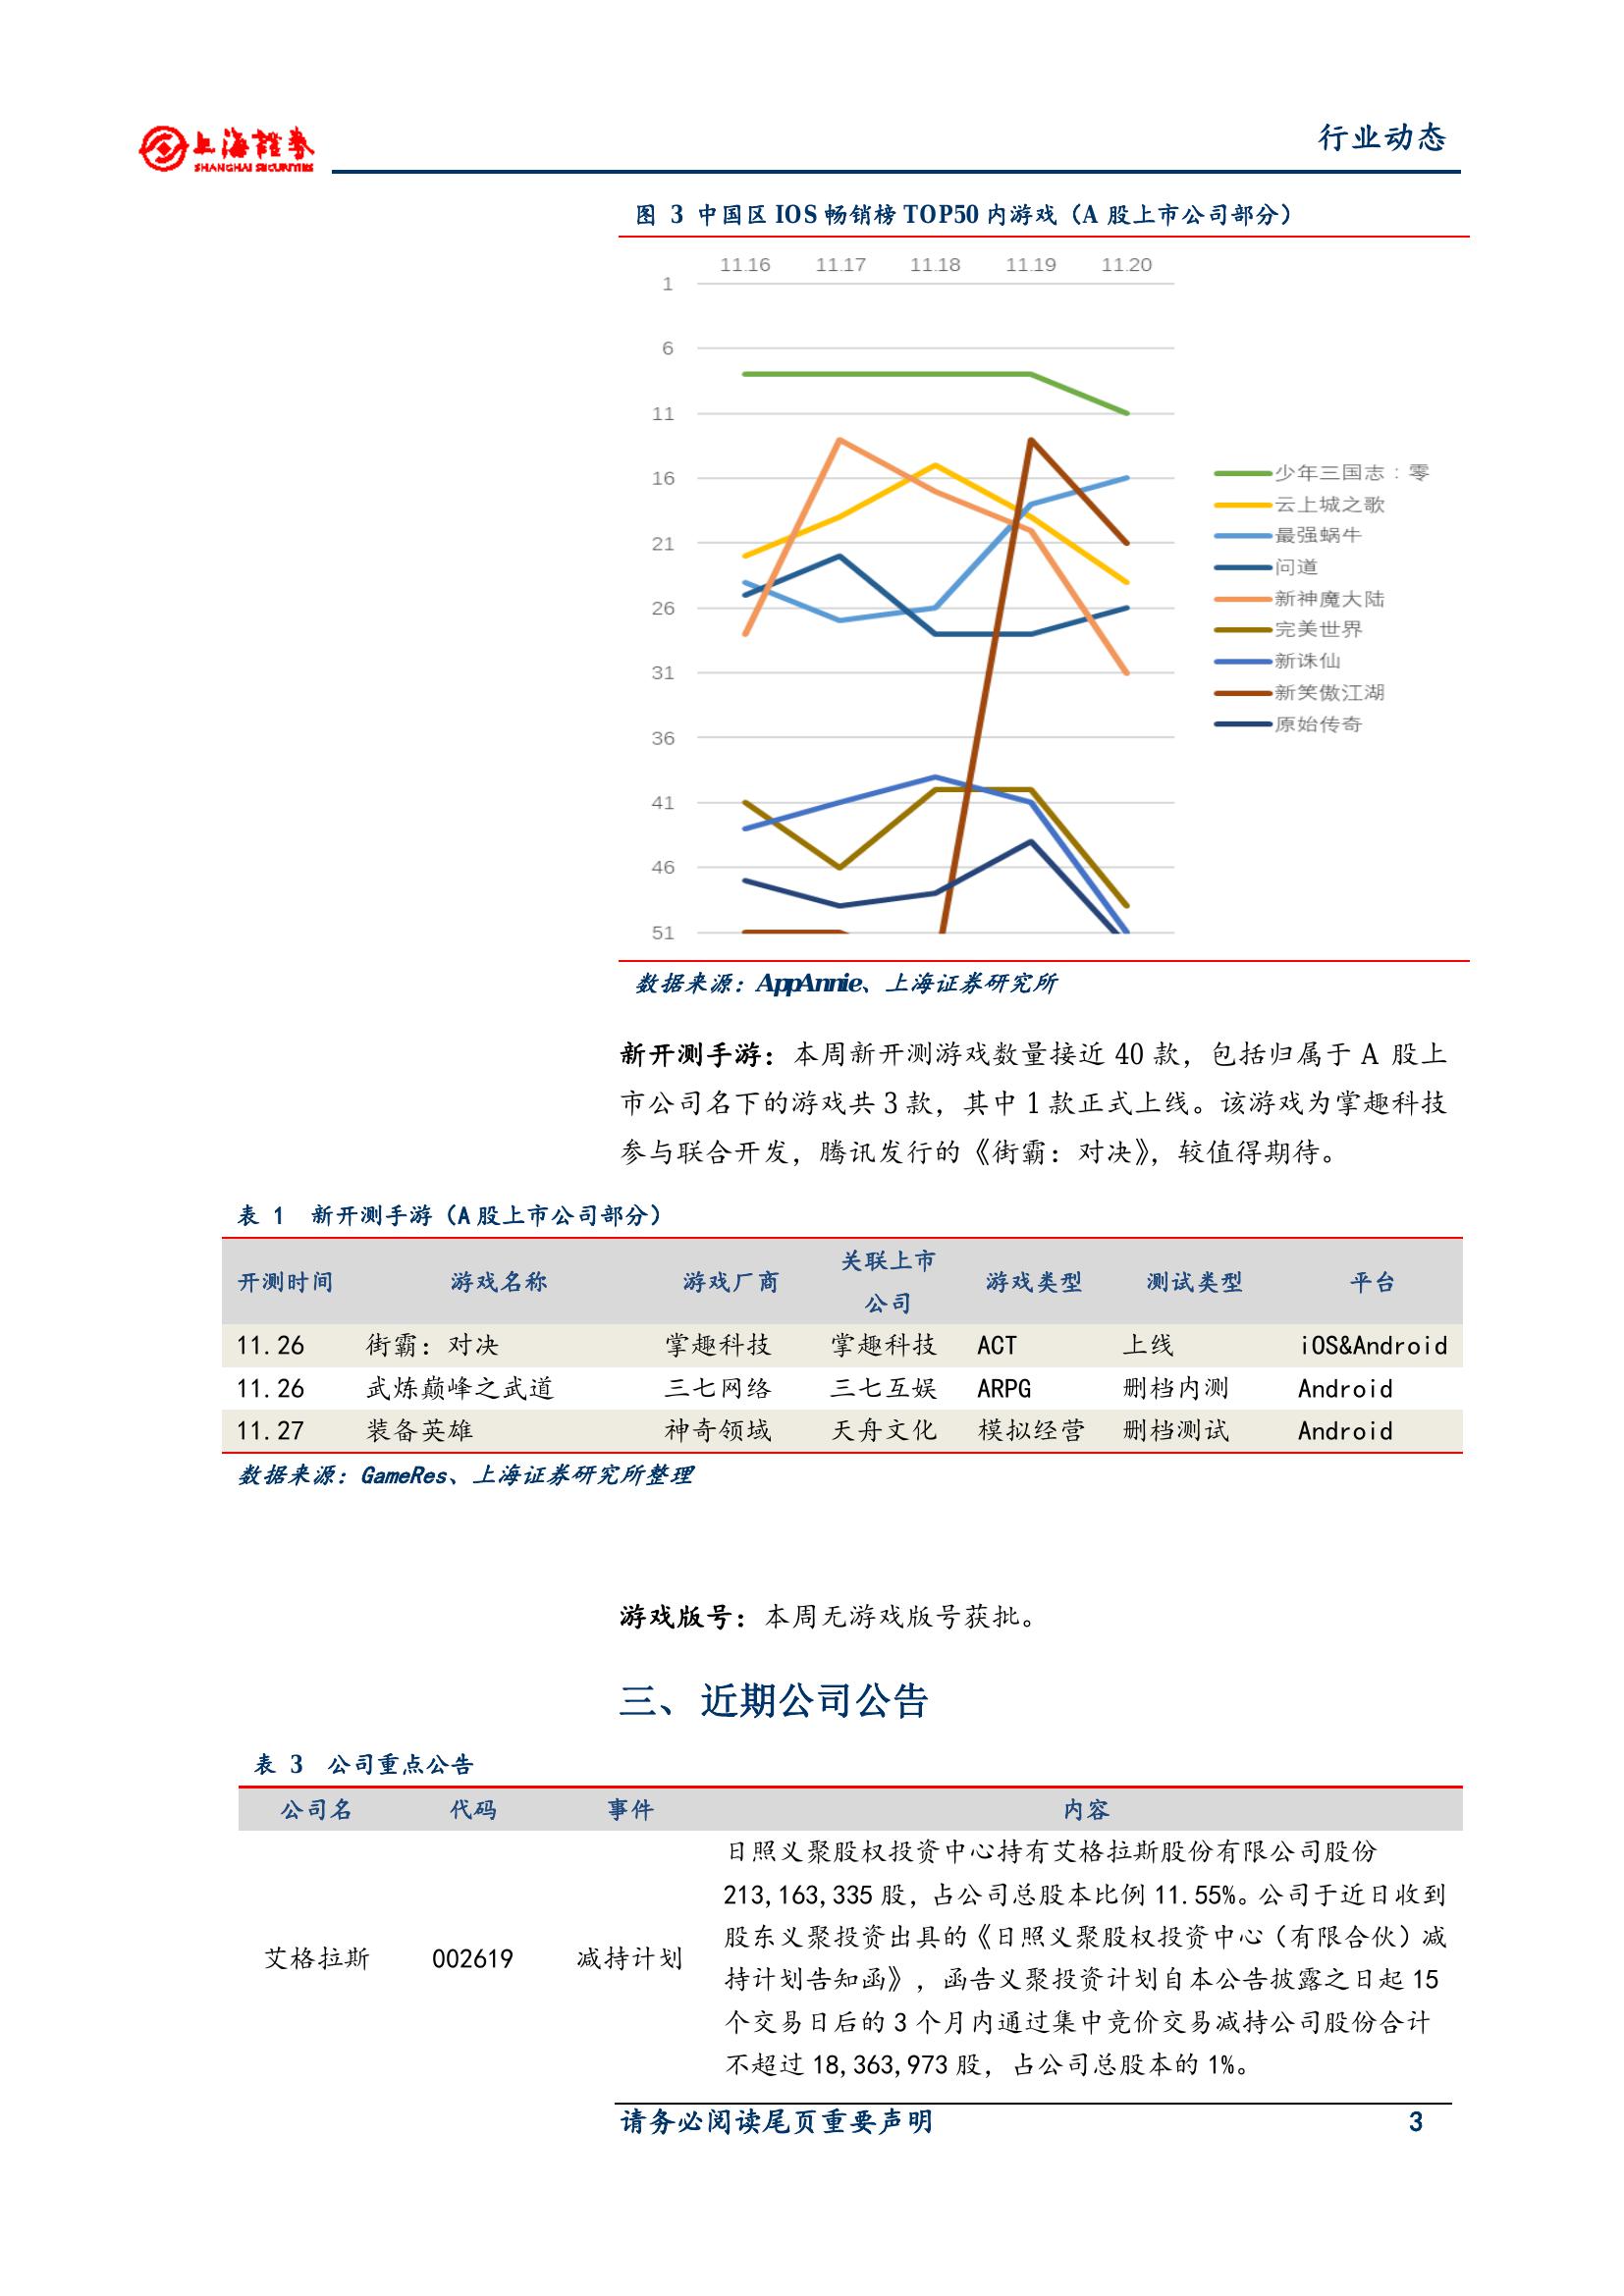 上海證券
SHANGHAI SECURITIES
行业动态
图 3 中国区 IOS 畅销榜 TOP50 内游戏（A 股上市公司部分）
11.16 11.17 11.18 11.19 11.20
1
6
11
16
21
26
31
36
41
46
51
少年三国志：零
云上城之歌
最强蜗牛
问道
新神魔大陆
完美世界
新诛仙
新笑傲江湖
原始传奇
数据来源：AppAnnie、上海证券研究所
新开测手游：本周新开测游戏数量接近 40 款，包括归属于 A 股上
市公司名下的游戏共 3 款，其中 1 款正式上线。该游戏为掌趣科技
参与联合开发，腾讯发行的《街霸：对决》，较值得期待。
表 1 新开测手游（A 股上市公司部分）
开测时间 游戏名称 游戏厂商 关联上市公司 游戏类型 测试类型 平台
11.26 街霸：对决 掌趣科技 掌趣科技 ACT 上线 iOS&Android
11.26 武炼巅峰之武道 三七网络 三七互娱 ARPG 删档内测 Android
11.27 装备英雄 神奇领域 天舟文化 模拟经营 删档测试 Android
数据来源：GameRes、上海证券研究所整理
游戏版号：本周无游戏版号获批。
三、近期公司公告
表 3 公司重点公告
公司名 代码 事件 内容
艾格拉斯 002619 减持计划
日照义聚股权投资中心持有艾格拉斯股份有限公司股份
213,163,335 股，占公司总股本比例 11.55%。公司于近日收到
股东义聚投资出具的《日照义聚股权投资中心（有限合伙）减
持计划告知函》，函告义聚投资计划自本公告披露之日起 15
个交易日后的 3 个月内通过集中竞价交易减持公司股份合计
不超过 18,363,973 股，占公司总股本的 1%。
请务必阅读尾页重要声明 3